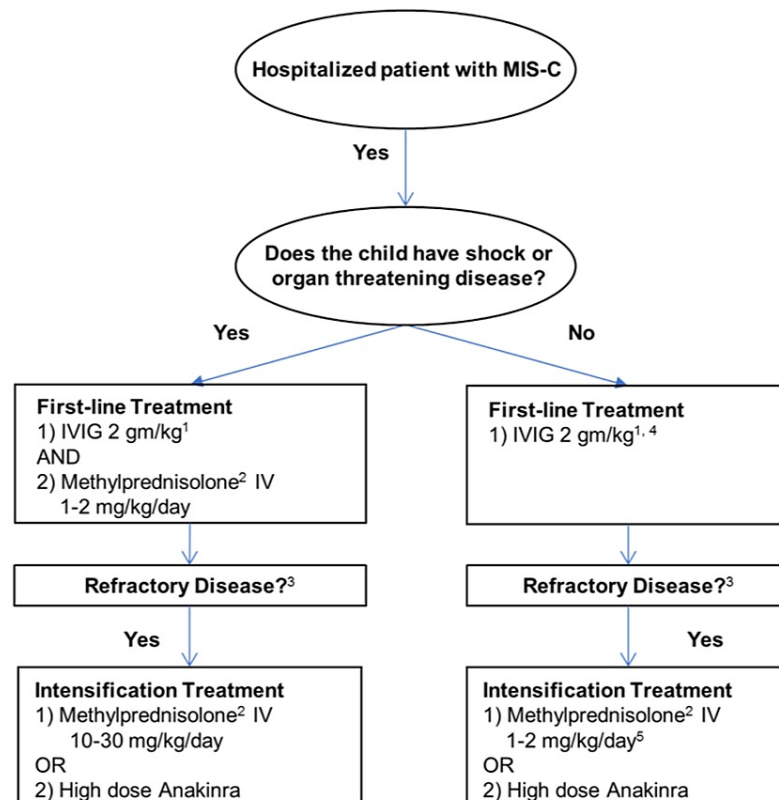 Hospitalized patient with MIS-C
Yes
Does the child have shock or
organ threatening disease?
Yes
No
First-line Treatment
1) IVIG 2 gm/kg¹
AND
2) Methylprednisolone² IV
1-2 mg/kg/day
First-line Treatment
1) IVIG 2 gm/kg¹, ⁴
Refractory Disease?³
Refractory Disease?³
Yes
Yes
Intensification Treatment
1) Methylprednisolone² IV
10-30 mg/kg/day
OR
2) High dose Anakinra
Intensification Treatment
1) Methylprednisolone² IV
1-2 mg/kg/day⁵
OR
2) High dose Anakinra